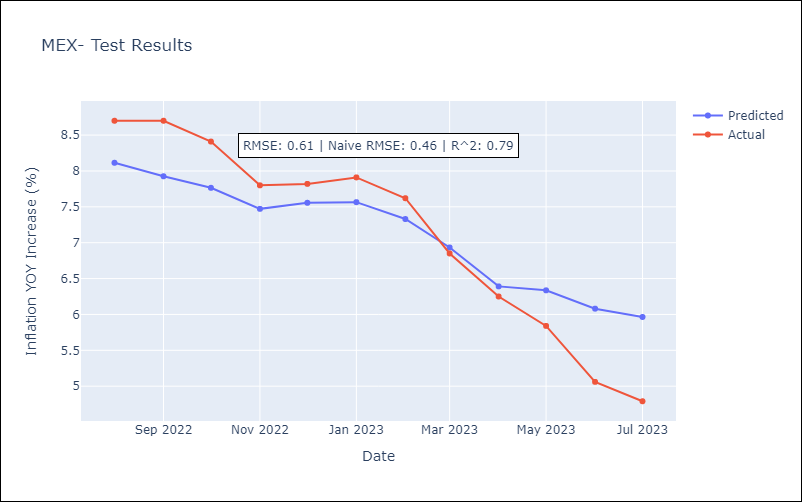 MEX- Test Results
Predicted
Actual
RMSE: 0.61 | Naive RMSE: 0.46 | R^2: 0.79
Inflation YOY Increase (%)
8.5
8
7.5
7
6.5
6
5.5
5
Sep 2022
Nov 2022
Jan 2023
Mar 2023
May 2023
Jul 2023
Date